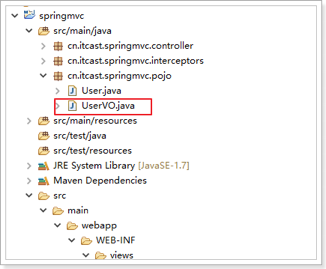 springmvc
src/main/java
cn.itcast.springmvc.controller
cn.itcast.springmvc.interceptors
cn.itcast.springmvc.pojo
User.java
UserVO.java
src/main/resources
src/test/java
src/test/resources
JRE System Library [JavaSE-1.7]
Maven Dependencies
src
main
webapp
WEB-INF
views